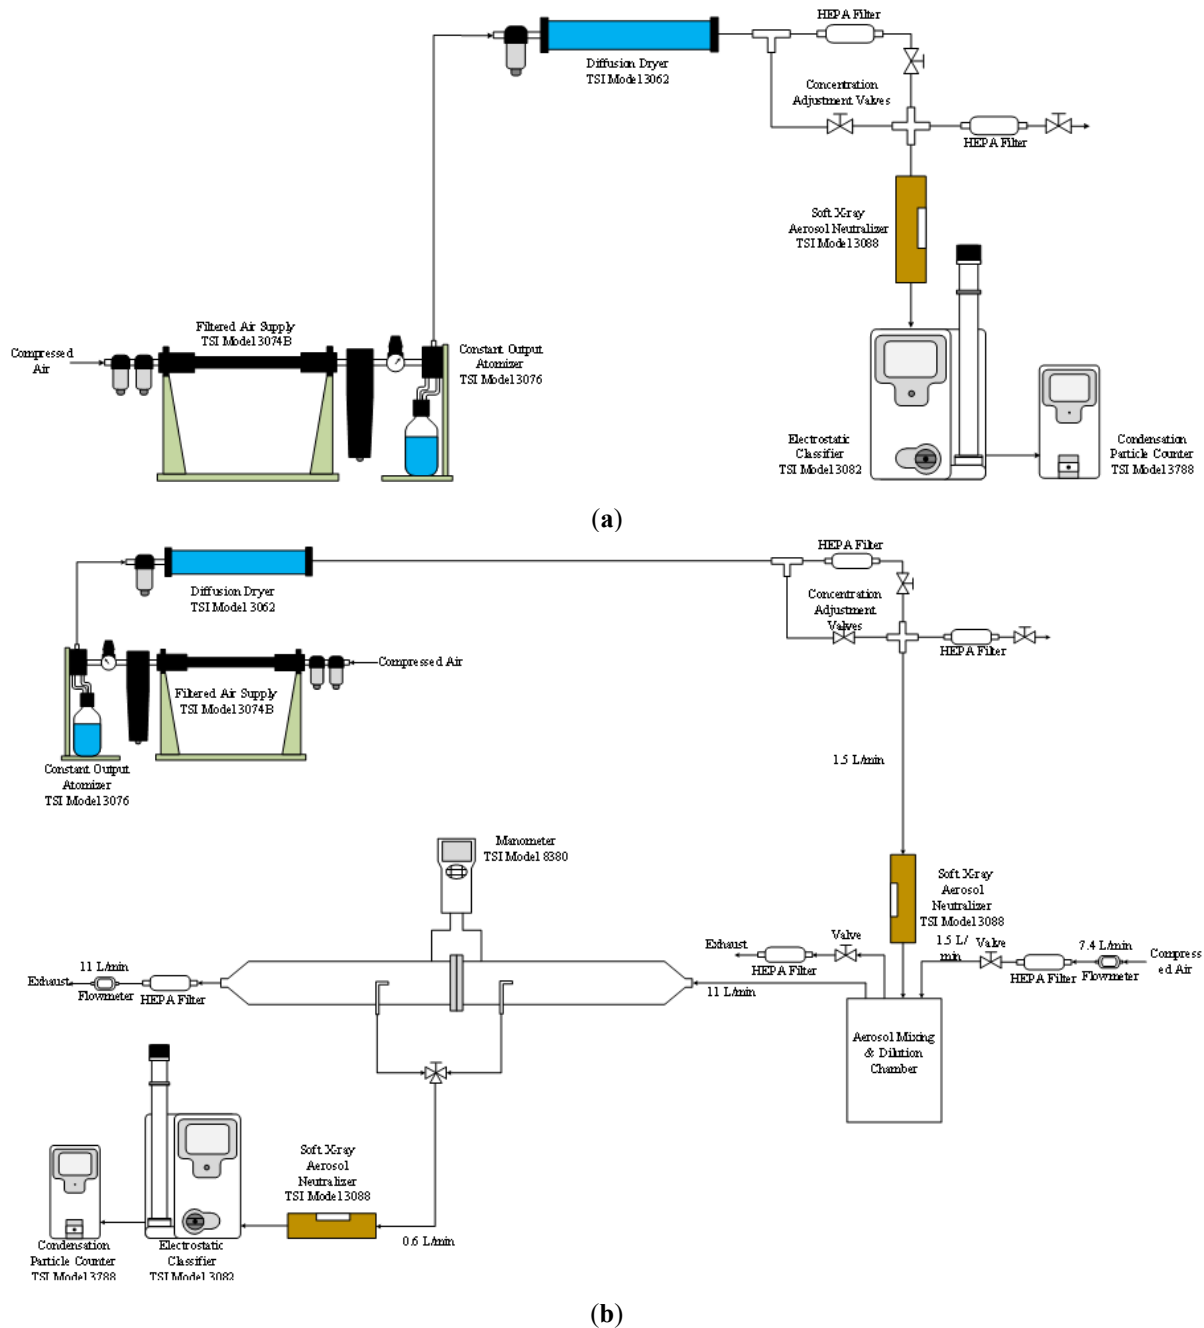 HEPA Filter
Diffusion Dryer
TSI Model 3062
Concentration
Adjustment Valves
HEPA Filter
Soft X-ray
Aerosol Neutralizer
TSI Model 3088
Filtered Air Supply
TSI Model 3074B
Compressed
Air
Constant Output
Atomizer
TSI Model 3076
Electrostatic
Classifier
TSI Model 3082
Condensation
Particle Counter
TSI Model 3788
(a)
HEPA Filter
Diffusion Dryer
TSI Model 3062
Concentration
Adjustment
Valves
HEPA Filter
Compressed Air
Filtered Air Supply
TSI Model 3074B
Constant Output
Atomizer
TSI Model 3076
1.5 L/min
Manometer
TSI Model 8380
Soft X-ray
Aerosol
Neutralizer
TSI Model 3088
Exhaust
Valve
HEPA Filter
1.5 L/
min
Valve
7.4 L/min
HEPA Filter
Flowmeter
Compress
ed Air
11 L/min
Exhaust
Flowmeter
HEPA Filter
11 L/min
Aerosol Mixing
& Dilution
Chamber
Soft X-ray
Aerosol
Neutralizer
TSI Model 3088
0.6 L/min
Condensation
Particle Counter
TSI Model 3788
Electrostatic
Classifier
TSI Model 3082
(b)